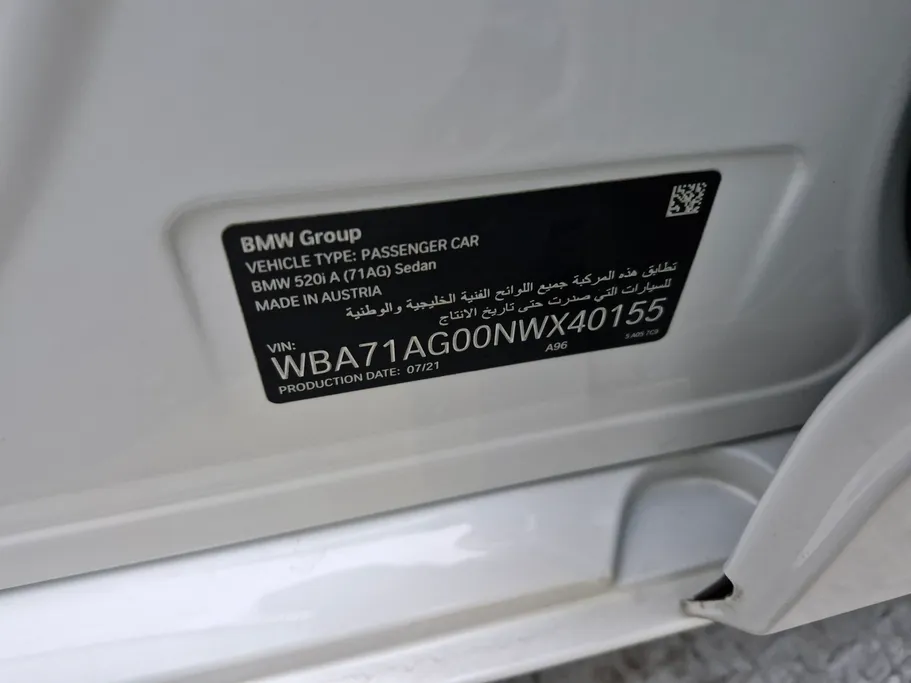 BMW Group
VEHICLE TYPE: PASSENGER CAR
BMW 520i A (71AG) Sedan
MADE IN AUSTRIA
تطابق هذه المركبة جميع اللوائح الفنية الخليجية والوطنية
للسيارات التي صدرت حتى تاريخ الانتاج
VIN:
WBA71AG00NWX40155
PRODUCTION DATE: 07/21
A96